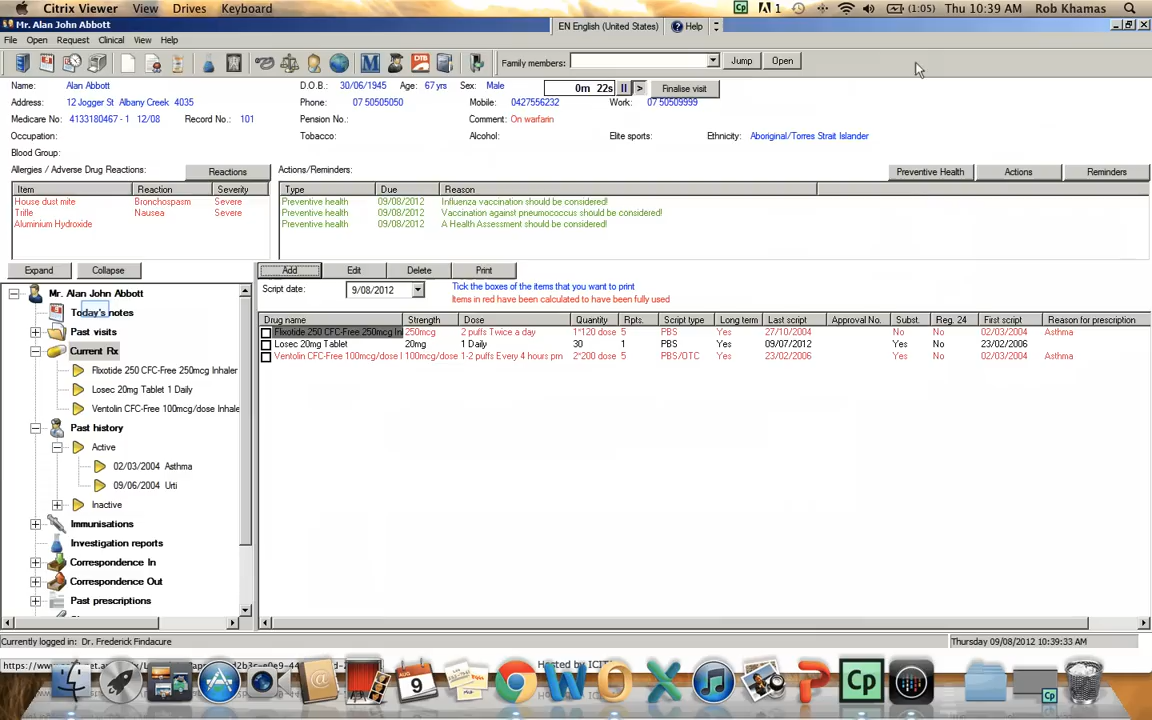 Citrix Viewer View Drives Keyboard 1 (1:05) Thu 10:39 AM Rob Khamas
Mr. Alan John Abbott EN English (United States) Help
File Open Request Clinical View Help
Family members: Jump Open
Name: Alan Abbott D.O.B.: 30/06/1945 Age: 67 yrs Sex: Male 0m 22s > Finalise visit
Address: 12 Jogger St Albany Creek 4035 Phone: 07 50505050 Mobile: 0427556232 Work: 07 50509999
Medicare No.: 4133180467 - 1 12/08 Record No.: 101 Pension No.: Comment: On warfarin
Occupation: Tobacco: Alcohol: Elite sports: Ethnicity: Aboriginal/Torres Strait Islander
Blood Group:
Allergies / Adverse Drug Reactions: Reactions Actions/Reminders: Preventive Health Actions Reminders
Item Reaction Severity Type Due Reason
House dust mite Bronchospasm Severe Preventive health 09/08/2012 Influenza vaccination should be considered!
Trifle Nausea Severe Preventive health 09/08/2012 Vaccination against pneumococcus should be considered!
Aluminium Hydroxide Preventive health 09/08/2012 A Health Assessment should be considered!
Expand Collapse Add Edit Delete Print
Script date: 9/08/2012 Tick the boxes of the items that you want to print
Items in red have been calculated to have been fully used
Mr. Alan John Abbott
Today's notes
Past visits
Current Rx
Flixotide 250 CFC-Free 250mcg Inhaler
Losec 20mg Tablet 1 Daily
Ventolin CFC-Free 100mcg/dose Inhale
Past history
Active
02/03/2004 Asthma
09/06/2004 Urti
Inactive
Immunisations
Investigation reports
Correspondence In
Correspondence Out
Past prescriptions
Drug name Strength Dose Quantity Rpts. Script type Long term Last script Approval No. Subst. Reg. 24 First script Reason for prescription
Flixotide 250 CFC-Free 250mcg In 250mcg 2 puffs Twice a day 1*120 dose 5 PBS Yes 27/10/2004 No No 02/03/2004 Asthma
Losec 20mg Tablet 20mg 1 Daily 30 1 PBS Yes 09/07/2012 Yes No 23/02/2006
Ventolin CFC-Free 100mcg/dose I 100mcg/dose 1-2 puffs Every 4 hours prn 2*200 dose 5 PBS/OTC Yes 23/02/2006 Yes No 02/03/2004 Asthma
Currently logged in: Dr. Frederick Findacure Thursday 09/08/2012 10:39:33 AM